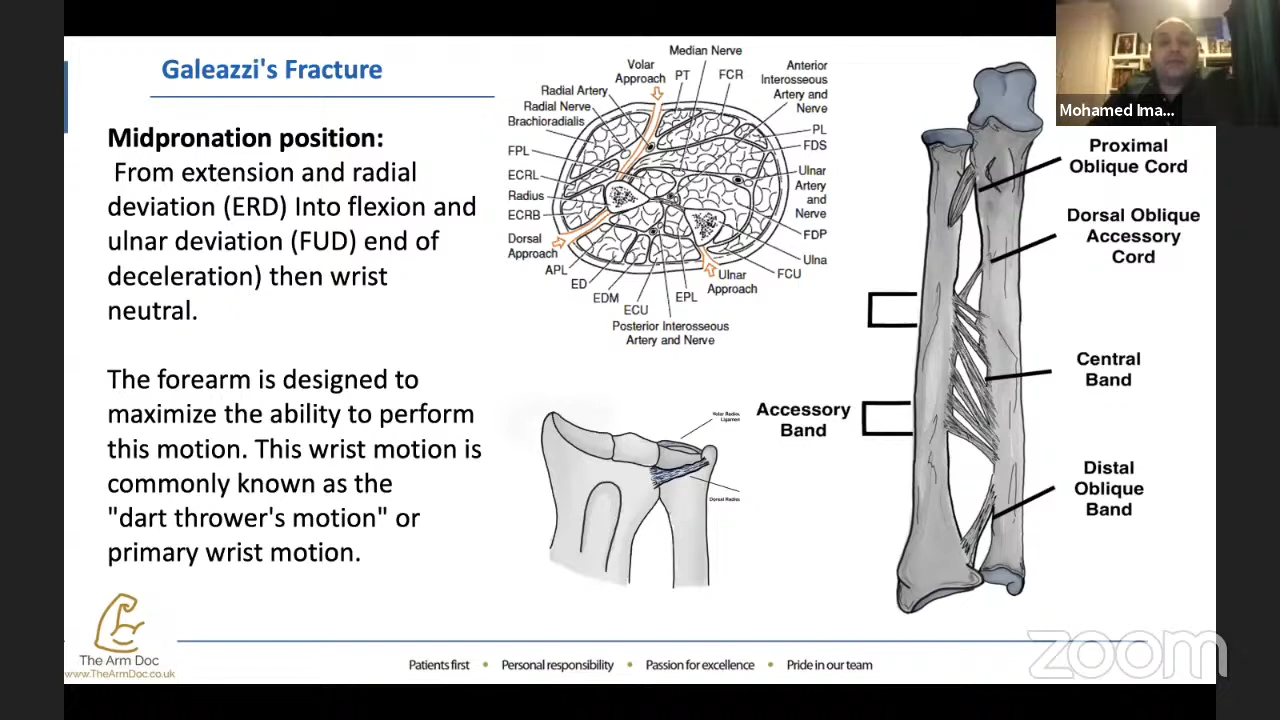 Galeazzi's Fracture
Midpronation position:
From extension and radial
deviation (ERD) Into flexion and
ulnar deviation (FUD) end of
deceleration) then wrist
neutral.
The forearm is designed to
maximize the ability to perform
this motion. This wrist motion is
commonly known as the
"dart thrower's motion" or
primary wrist motion.
Median Nerve
Volar
Approach
PT
FCR
Anterior
Interosseous
Artery and
Nerve
Radial Artery
Radial Nerve
Brachioradialis
FPL
ECRL
Radius
ECRB
Dorsal
Approach
APL
ED
EDM
ECU
EPL
Posterior Interosseous
Artery and Nerve
PL
FDS
Ulnar
Artery
and
Nerve
FDP
Ulna
FCU
Ulnar
Approach
Volar Radiou
Ligamen
Dorsal Radiou
Proximal
Oblique Cord
Dorsal Oblique
Accessory
Cord
Central
Band
Accessory
Band
Distal
Oblique
Band
Mohamed Ima...
The Arm Doc
www.TheArmDoc.co.uk
Patients first • Personal responsibility • Passion for excellence • Pride in our team
zoom